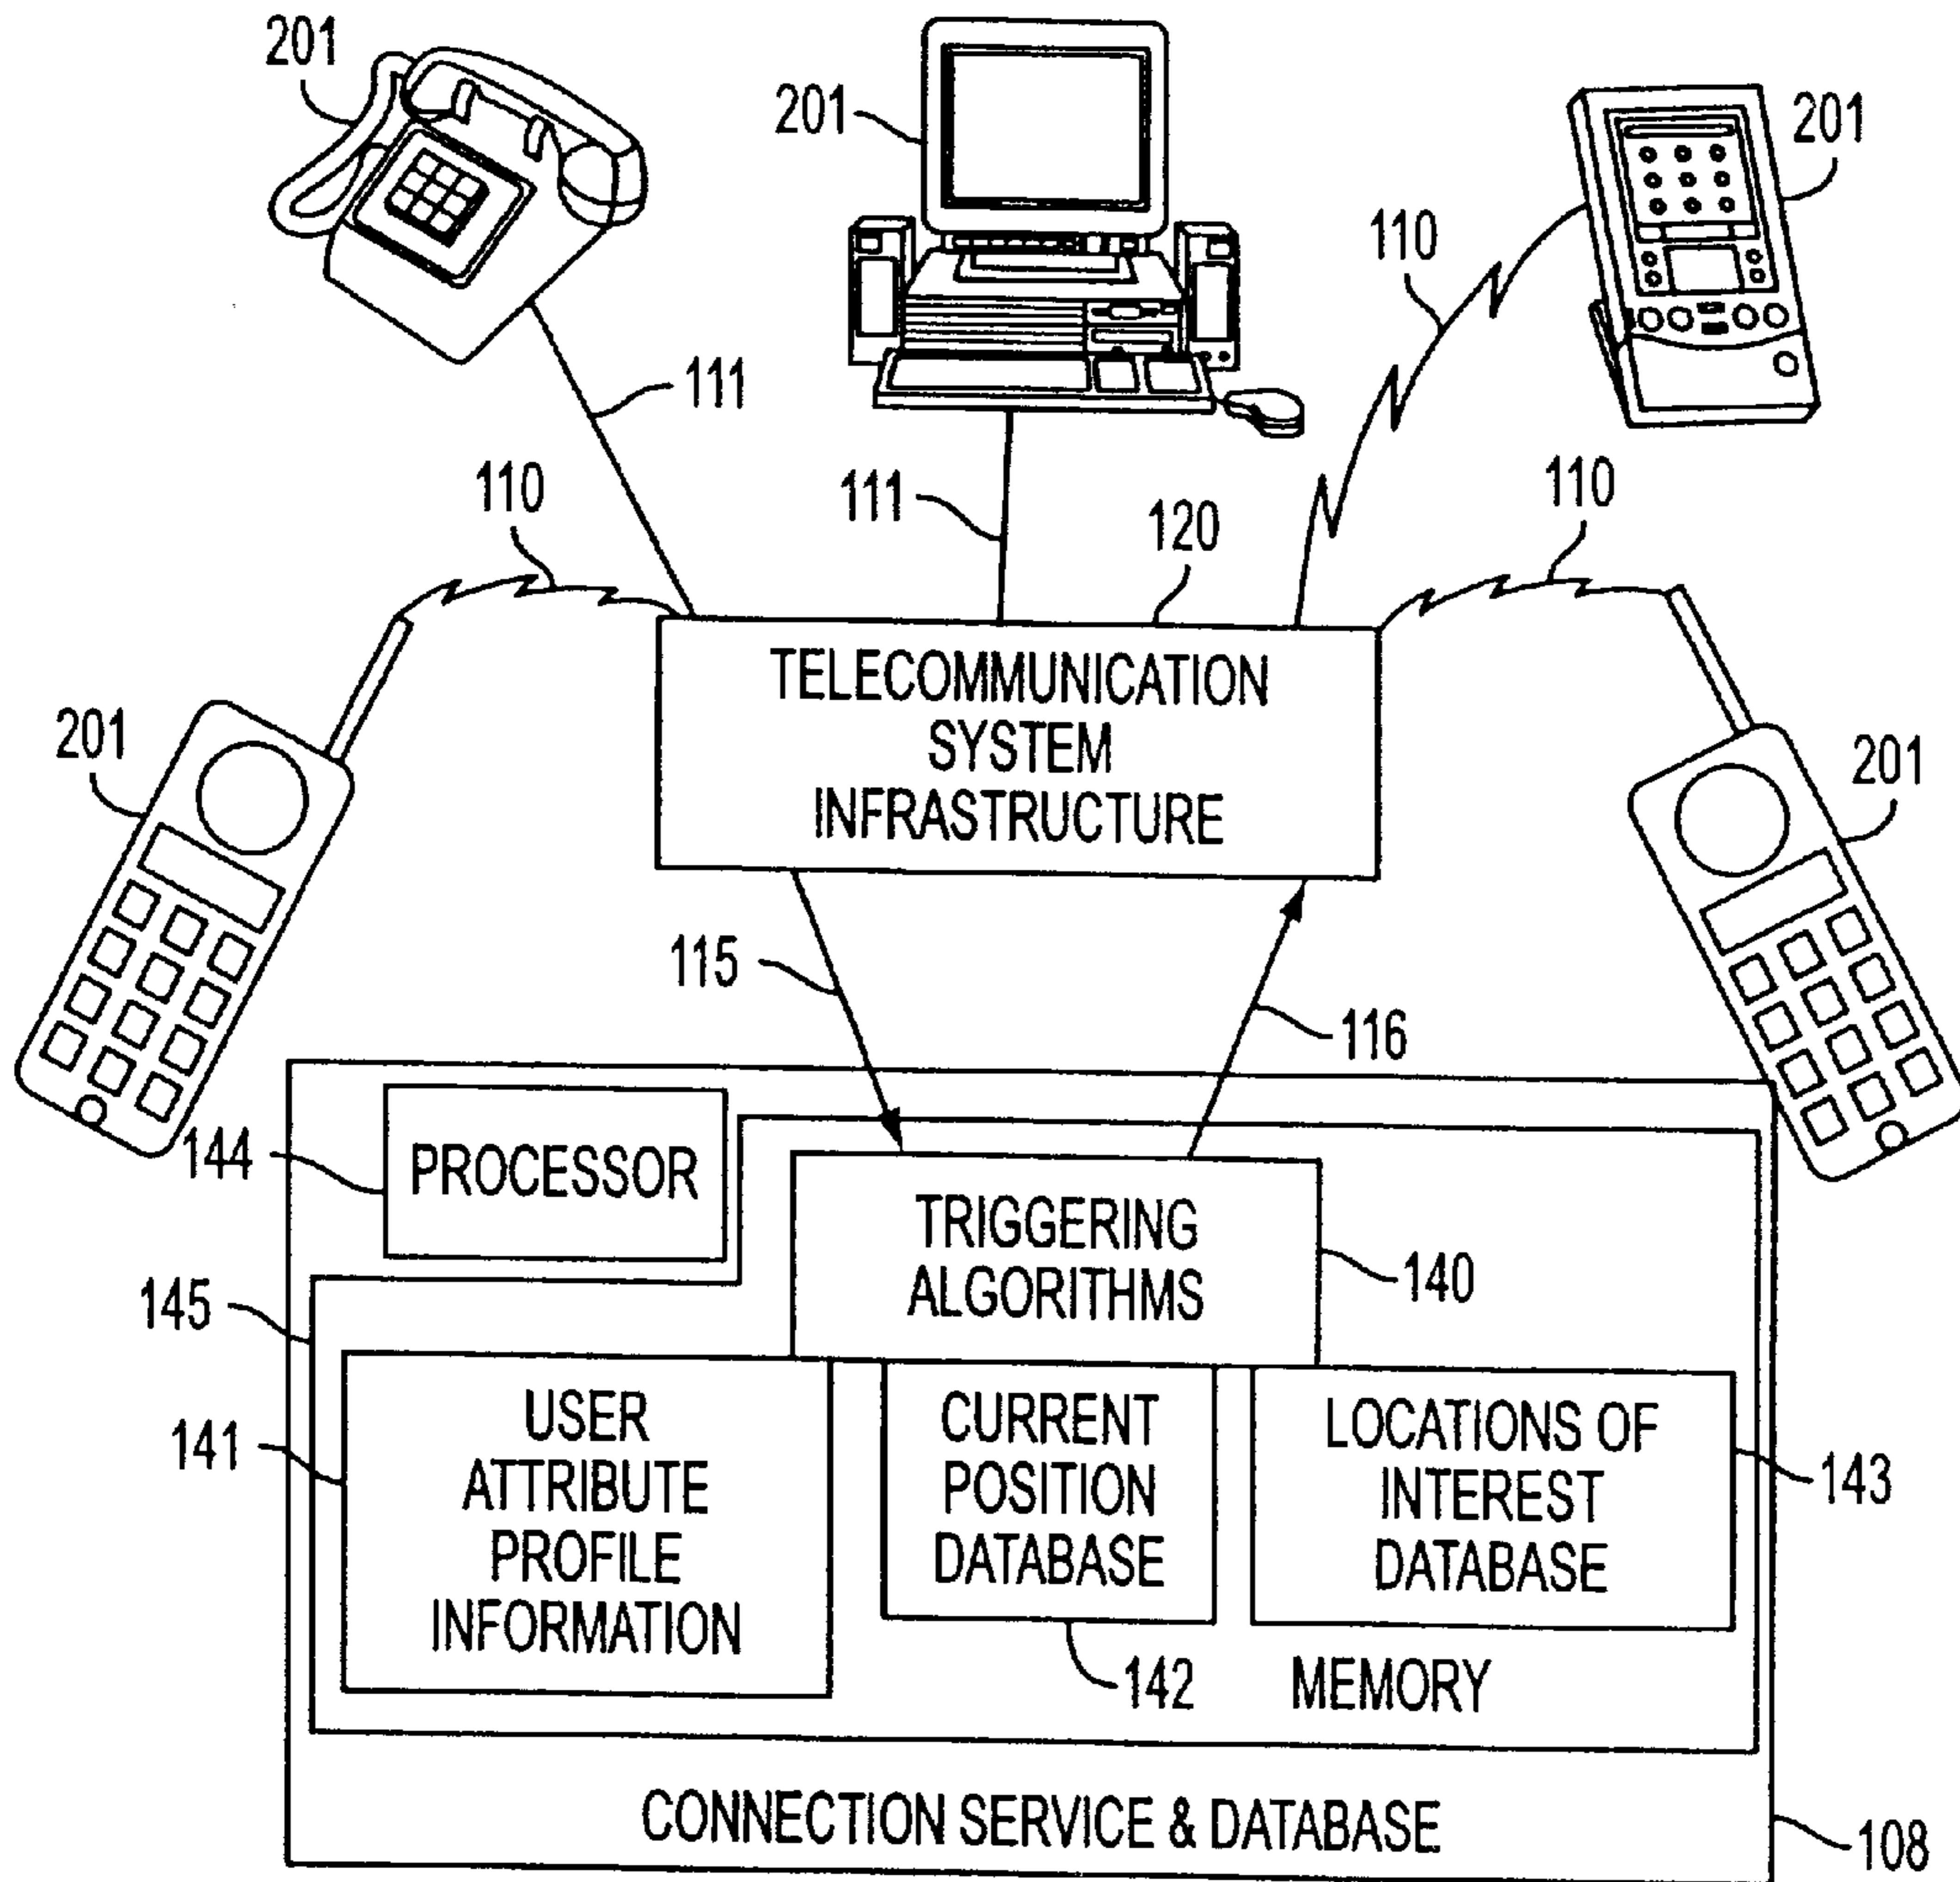 201
201
201
110
111
110
111
120
110
201
TELECOMMUNICATION
SYSTEM
INFRASTRUCTURE
201
115
116
144
PROCESSOR
TRIGGERING
ALGORITHMS
140
145
141
USER
ATTRIBUTE
PROFILE
INFORMATION
CURRENT
POSITION
DATABASE
LOCATIONS OF
INTEREST
DATABASE
143
142
MEMORY
CONNECTION SERVICE & DATABASE
108